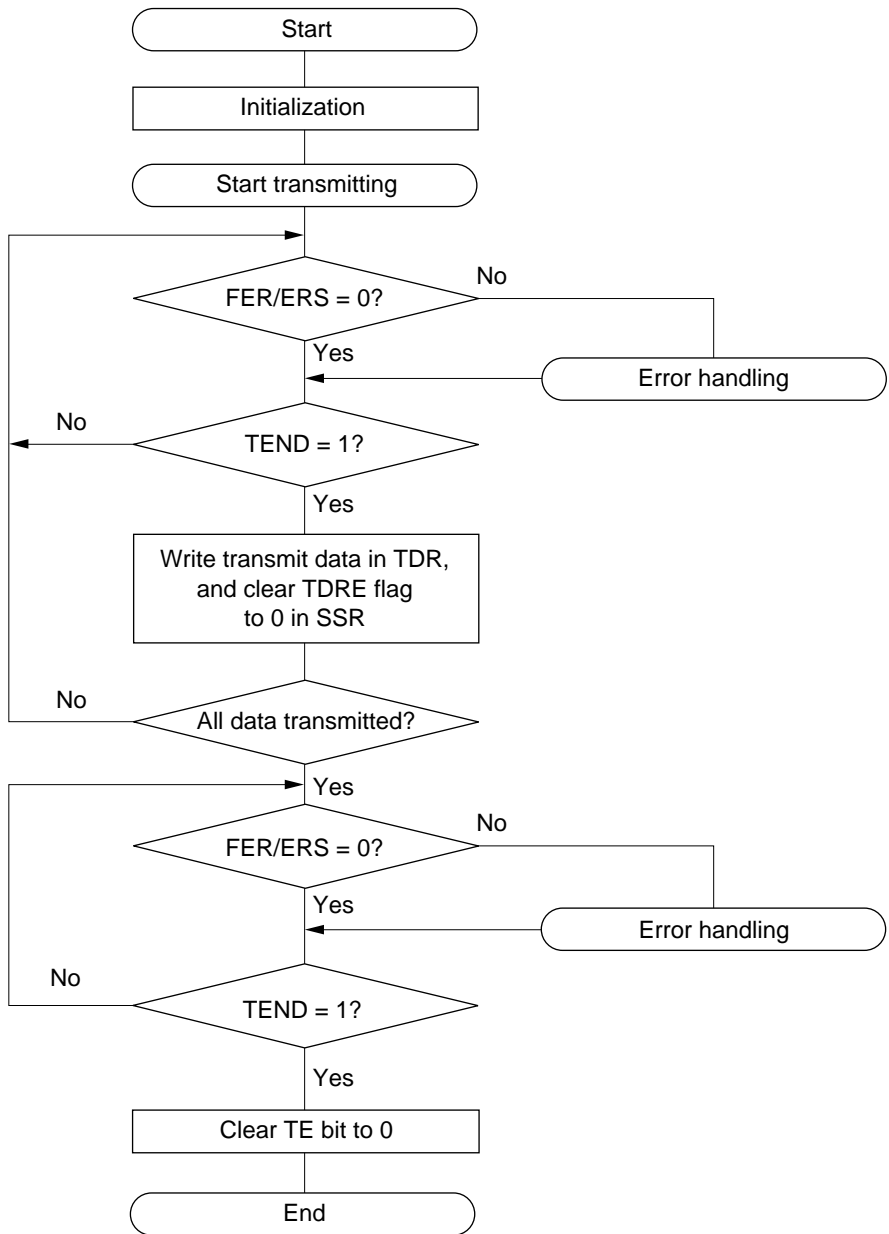 Start
Initialization
Start transmitting
No
FER/ERS = 0?
Yes
Error handling
No
TEND = 1?
Yes
Write transmit data in TDR,
and clear TDRE flag
to 0 in SSR
No
All data transmitted?
Yes
No
FER/ERS = 0?
Yes
Error handling
No
TEND = 1?
Yes
Clear TE bit to 0
End